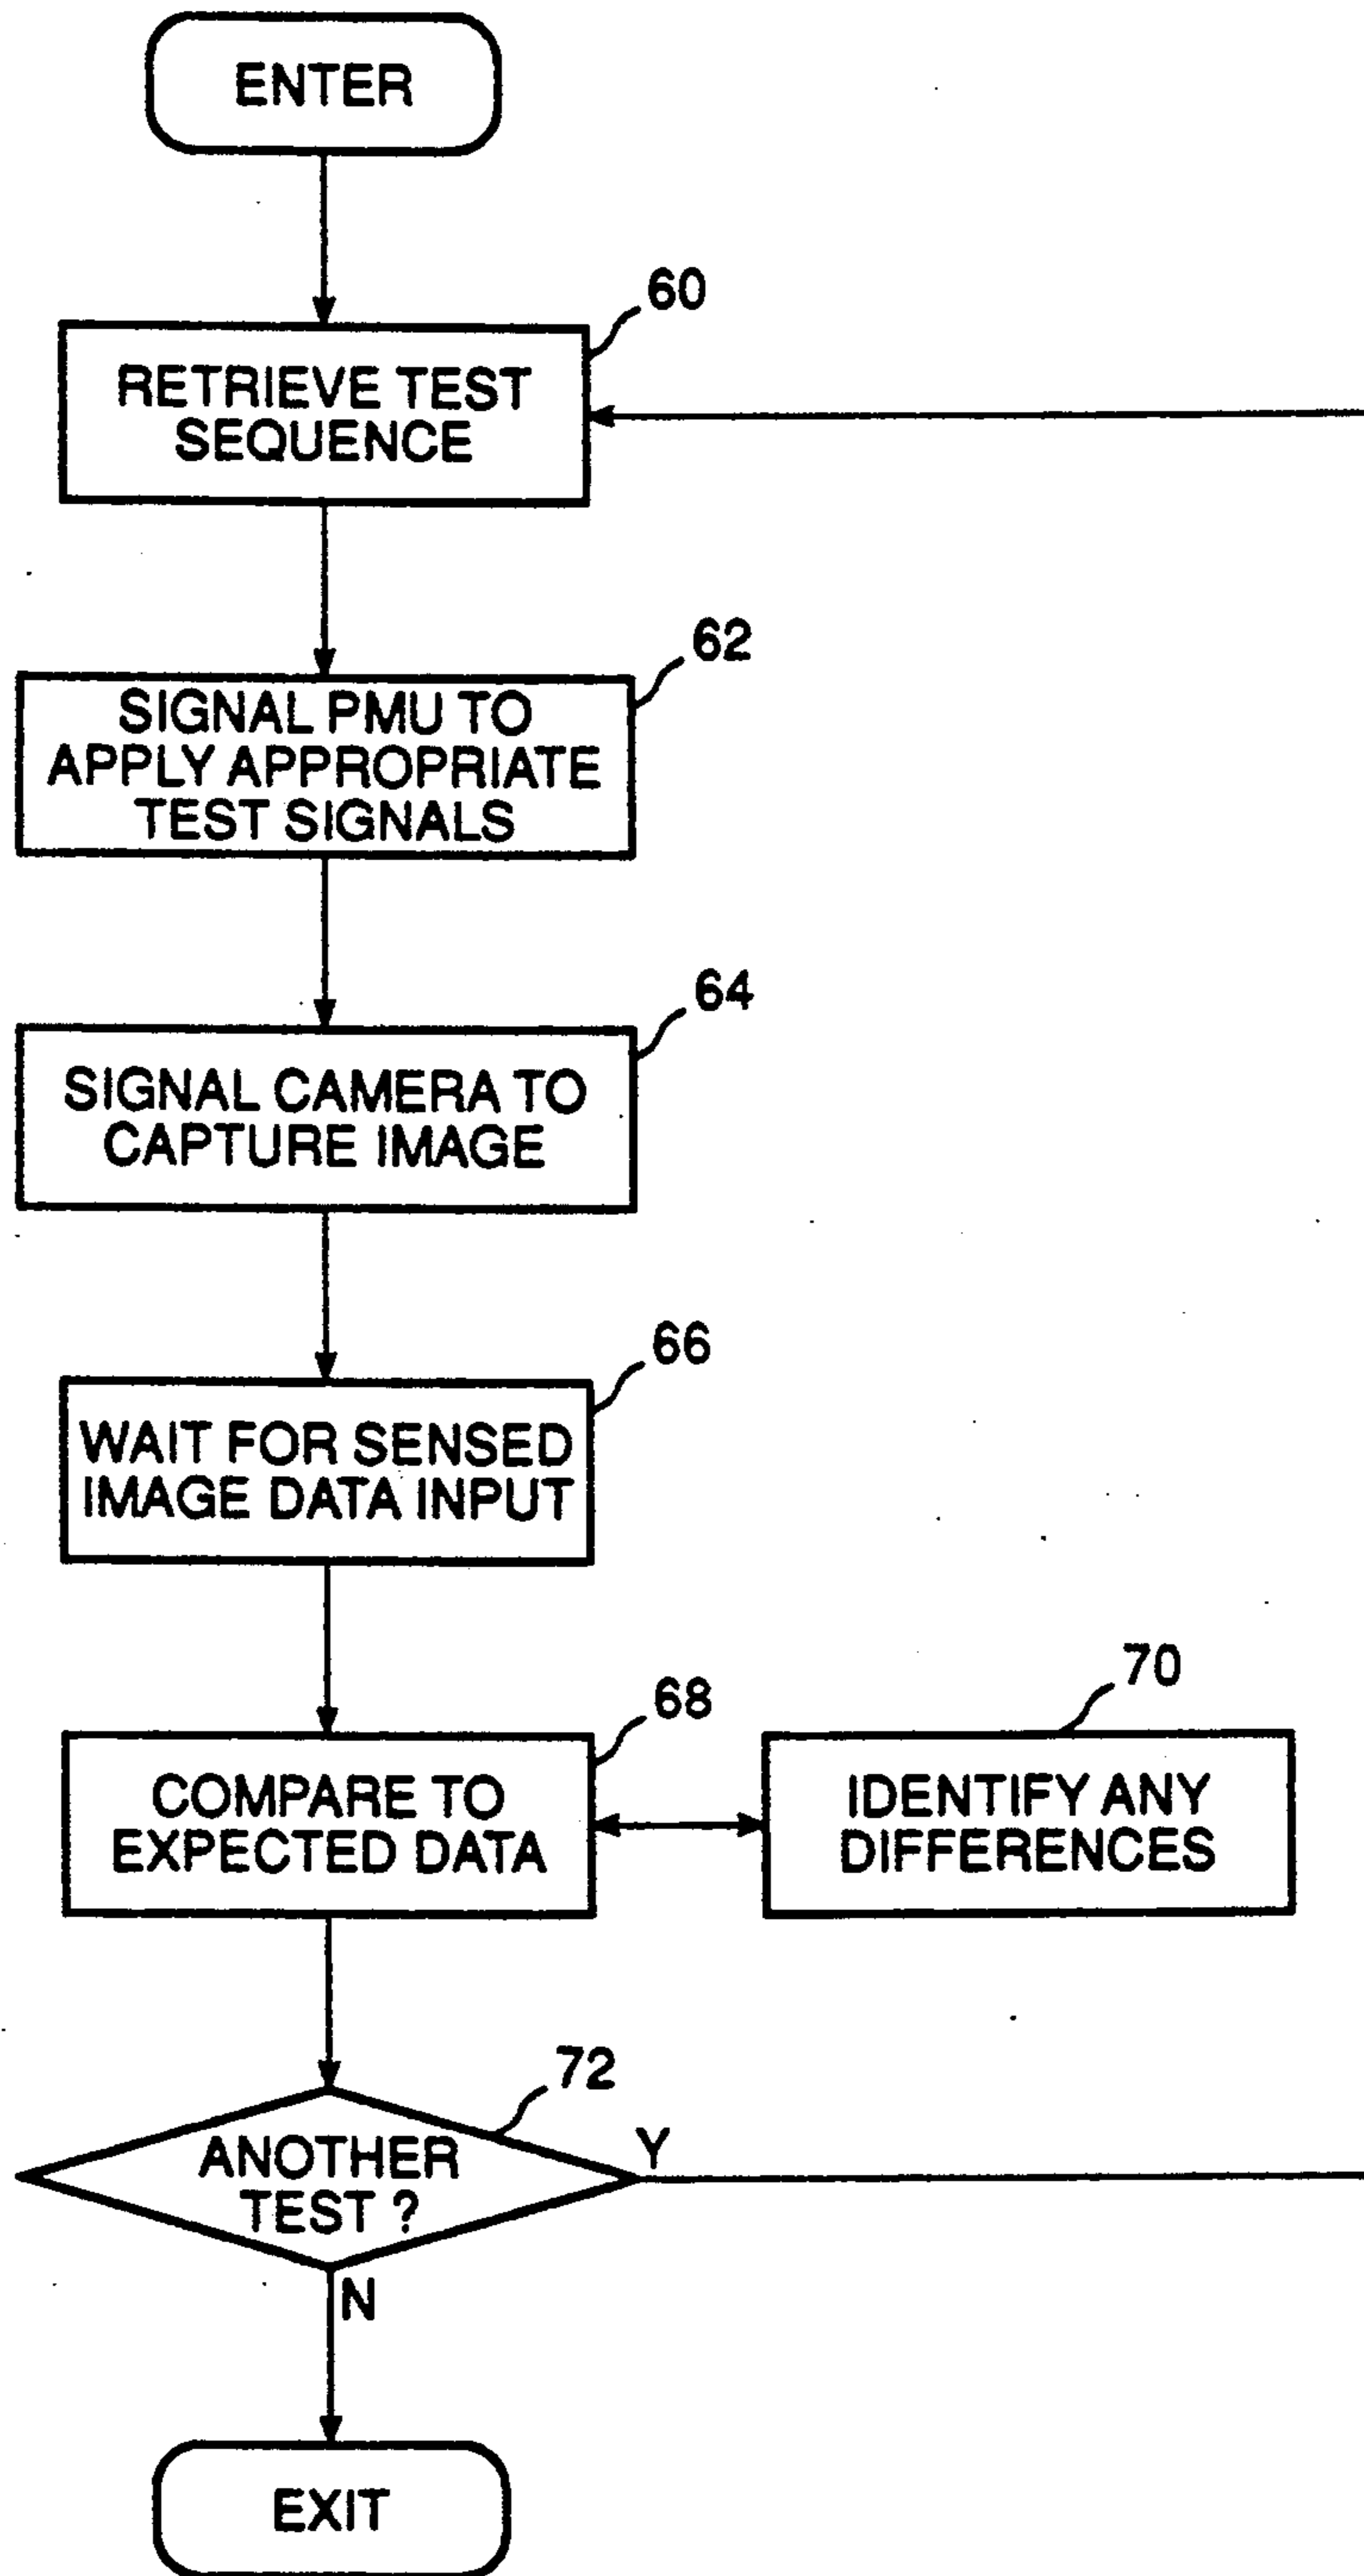 ENTER
60
RETRIEVE TEST
SEQUENCE
62
SIGNAL PMU TO
APPLY APPROPRIATE
TEST SIGNALS
64
SIGNAL CAMERA TO
CAPTURE IMAGE
66
WAIT FOR SENSED
IMAGE DATA INPUT
68
COMPARE TO
EXPECTED DATA
70
IDENTIFY ANY
DIFFERENCES
72
ANOTHER
TEST ?
Y
N
EXIT